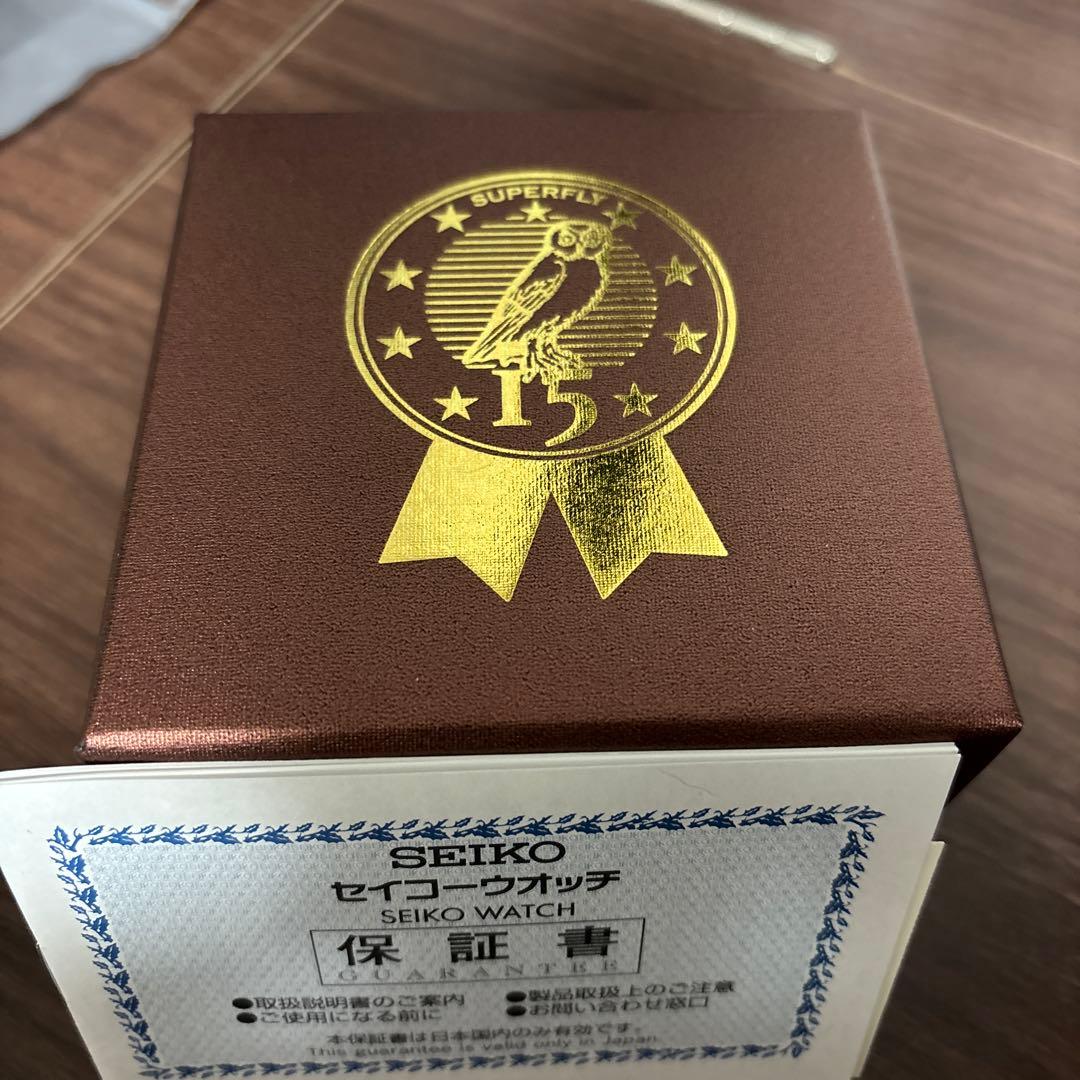 SUPERFLY
15
SEIKO
セイコーウオッチ
SEIKO WATCH
保証書
GUARANTEE
●取扱説明書のご案内 ●製品取扱上のご注意
●ご使用になる前に ●お問い合わせ窓口
本保証書は日本国内のみ有効です。
This guarantee is valid only in Japan.